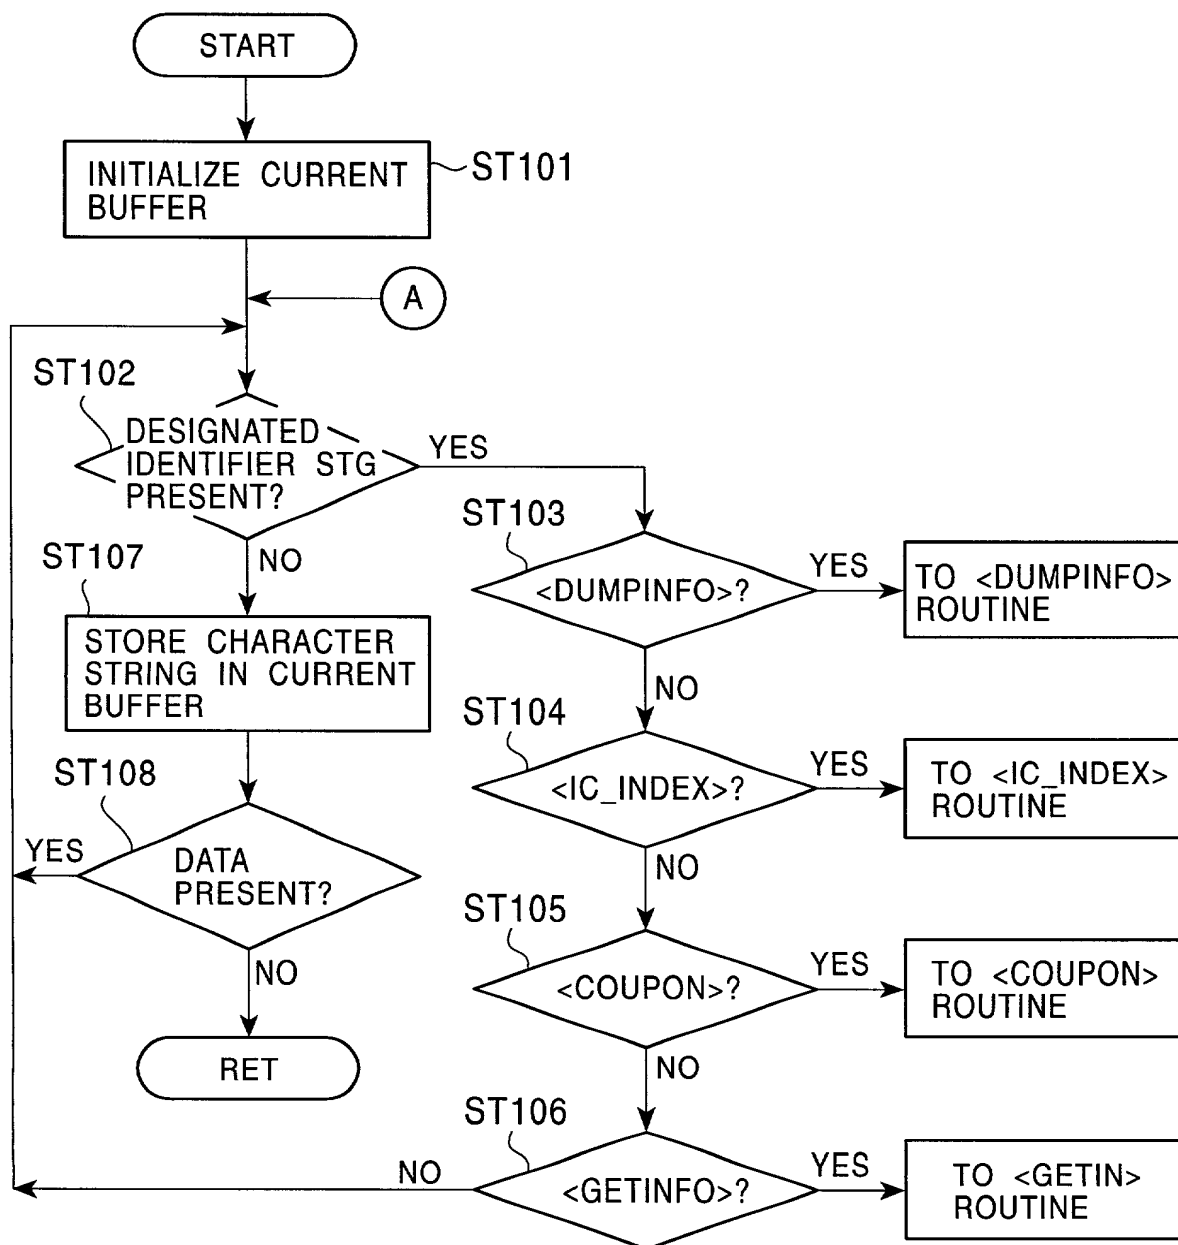 START
INITIALIZE CURRENT
BUFFER
ST101
A
ST102
DESIGNATED
IDENTIFIER STG
PRESENT?
YES
NO
ST103
<DUMPINFO>?
YES
TO <DUMPINFO>
ROUTINE
NO
ST107
STORE CHARACTER
STRING IN CURRENT
BUFFER
ST104
<IC_INDEX>?
YES
TO <IC_INDEX>
ROUTINE
NO
ST108
YES
DATA
PRESENT?
NO
RET
ST105
<COUPON>?
YES
TO <COUPON>
ROUTINE
NO
ST106
NO
<GETINFO>?
YES
TO <GETIN>
ROUTINE